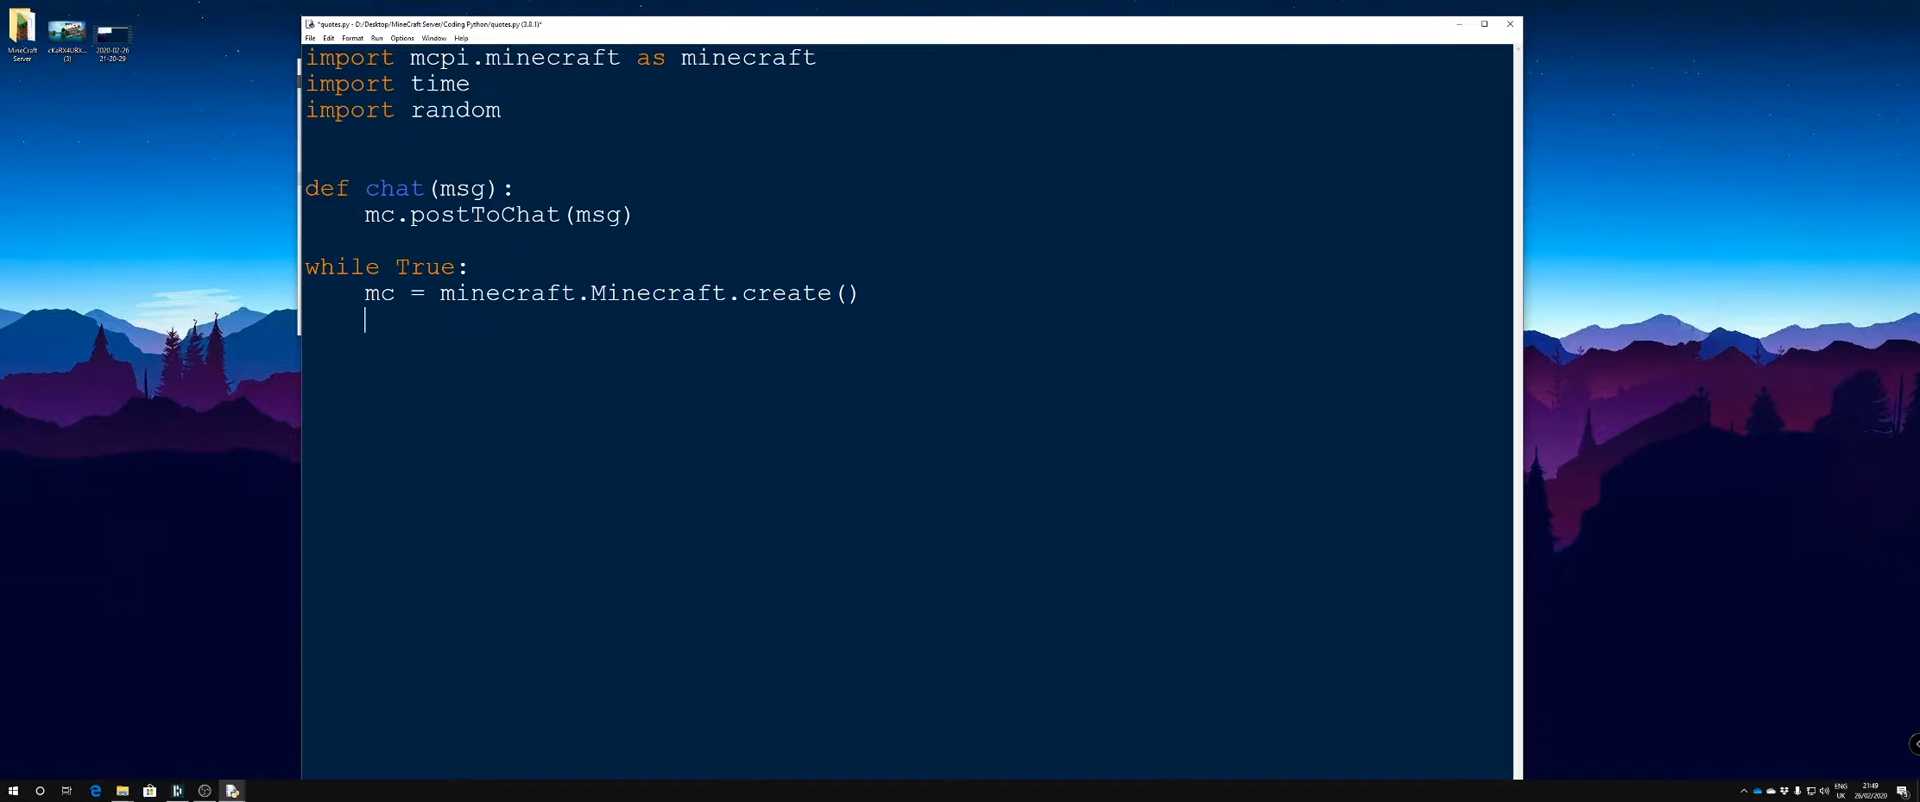 *quotes.py - D:/Desktop/MineCraft Server/Coding Python/quotes.py (3.8.1)*
File Edit Format Run Options Window Help
MineCraft
Server
cKaRX4UBX...
(3)
2020-02-26
21-20-29
import mcpi.minecraft as minecraft
import time
import random
def chat(msg):
    mc.postToChat(msg)
while True:
    mc = minecraft.Minecraft.create()
ENG
UK
21:49
26/02/2020